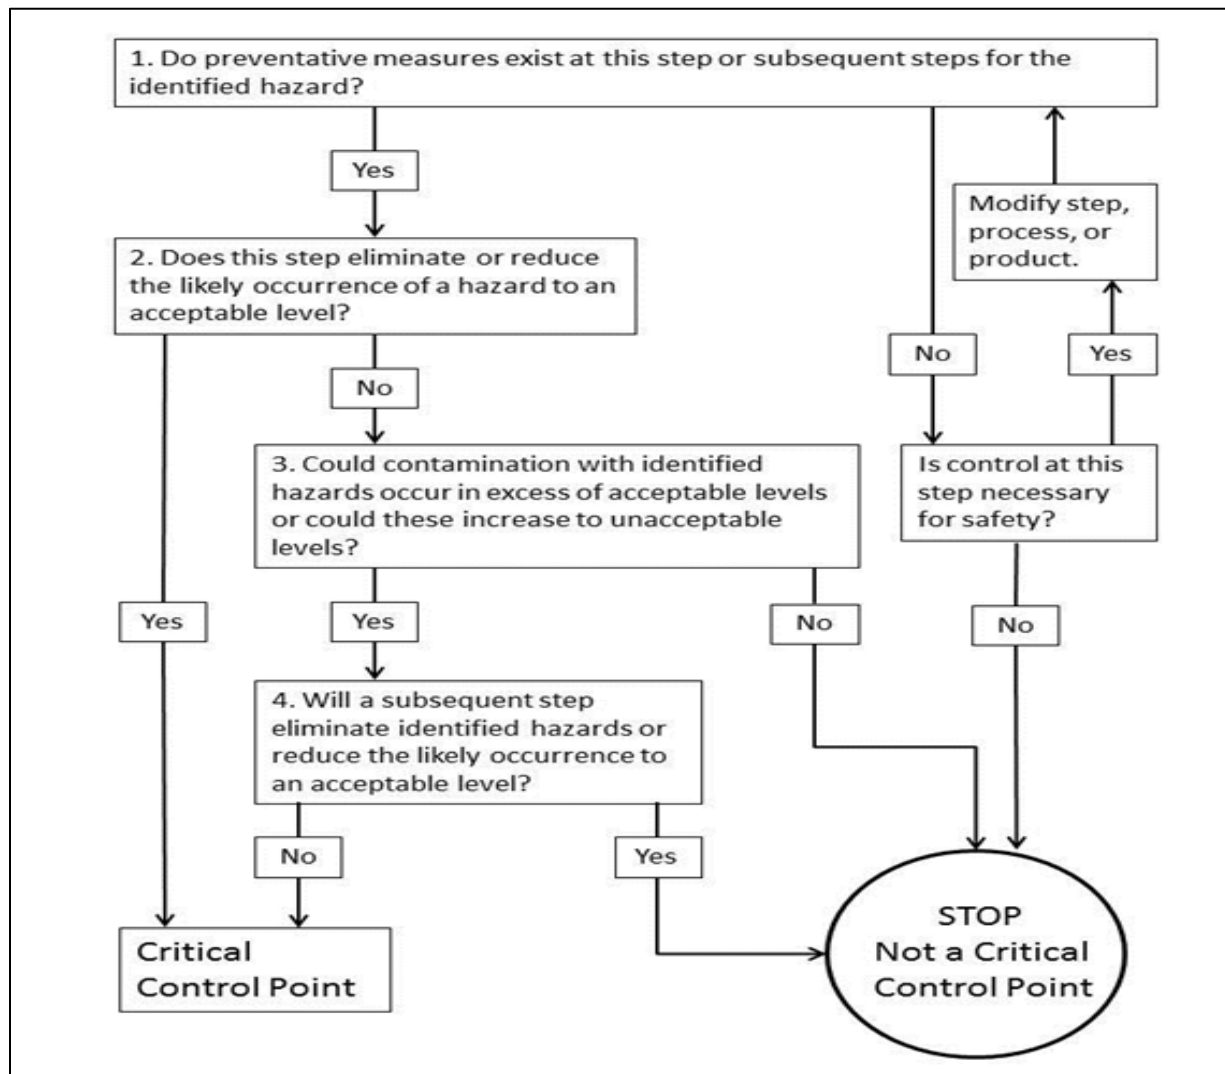 1. Do preventative measures exist at this step or subsequent steps for the
identified hazard?
Yes
Modify step,
process, or
product.
2. Does this step eliminate or reduce
the likely occurrence of a hazard to an
acceptable level?
No
Yes
No
3. Could contamination with identified
hazards occur in excess of acceptable levels
or could these increase to unacceptable
levels?
Is control at this
step necessary
for safety?
Yes
Yes
No
No
4. Will a subsequent step
eliminate identified hazards or
reduce the likely occurrence to
an acceptable level?
No
Yes
Critical
Control Point
STOP
Not a Critical
Control Point